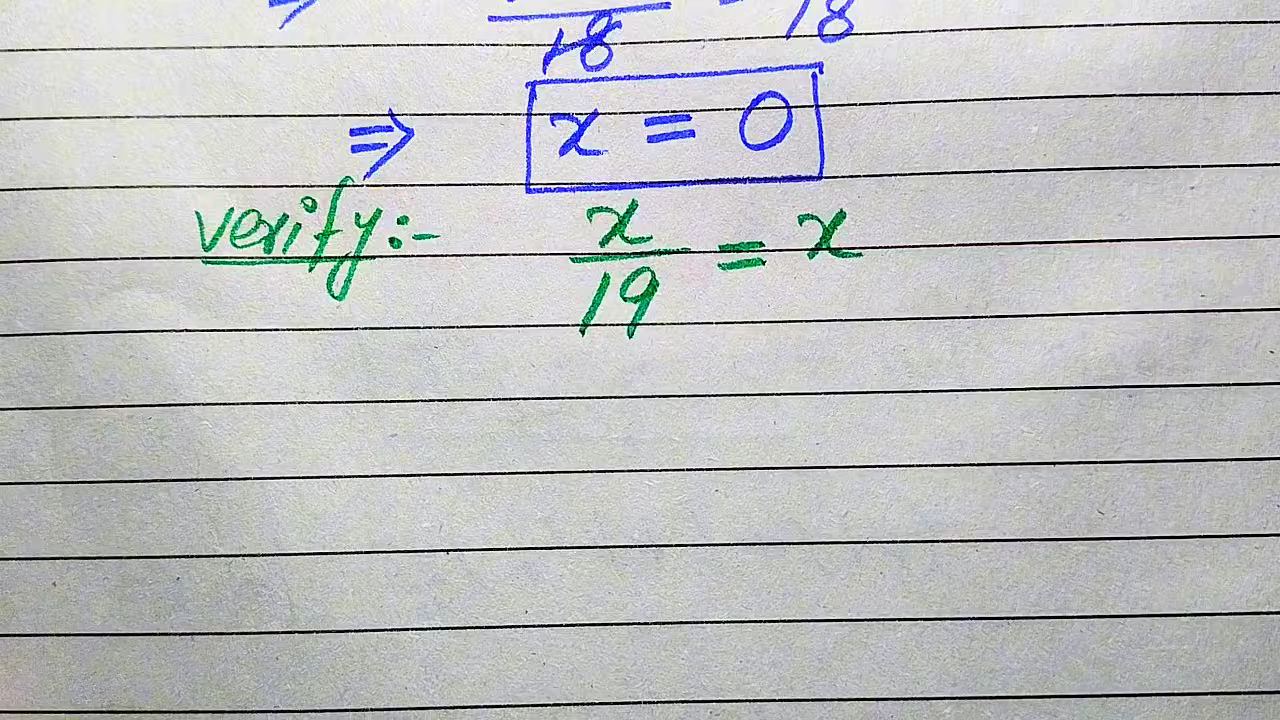 ⇒ 18 = 18
⇒ x = 0
verify:- x/19 = x